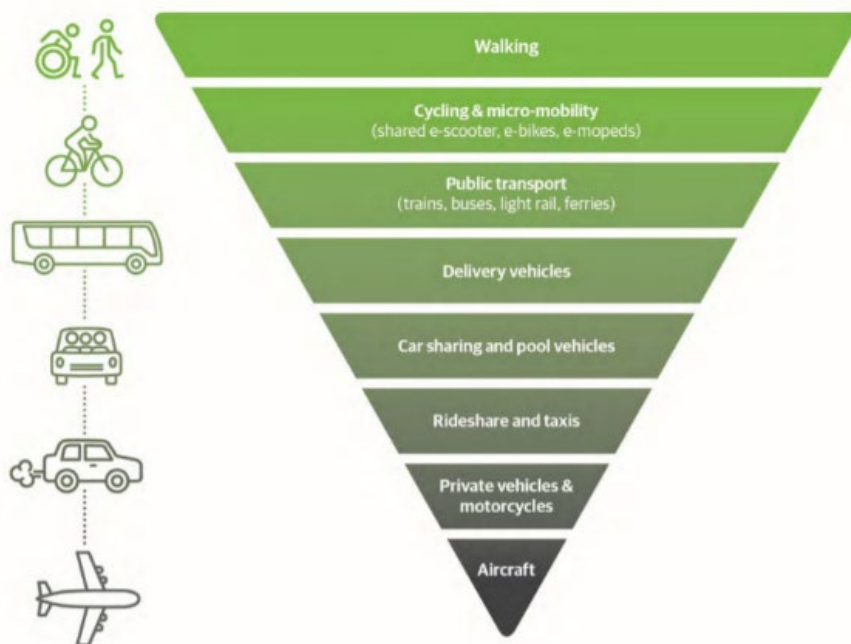 Walking
Cycling & micro-mobility
(shared e-scooter, e-bikes, e-mopeds)
Public transport
(trains, buses, light rail, ferries)
Delivery vehicles
Car sharing and pool vehicles
Rideshare and taxis
Private vehicles &
motorcycles
Aircraft